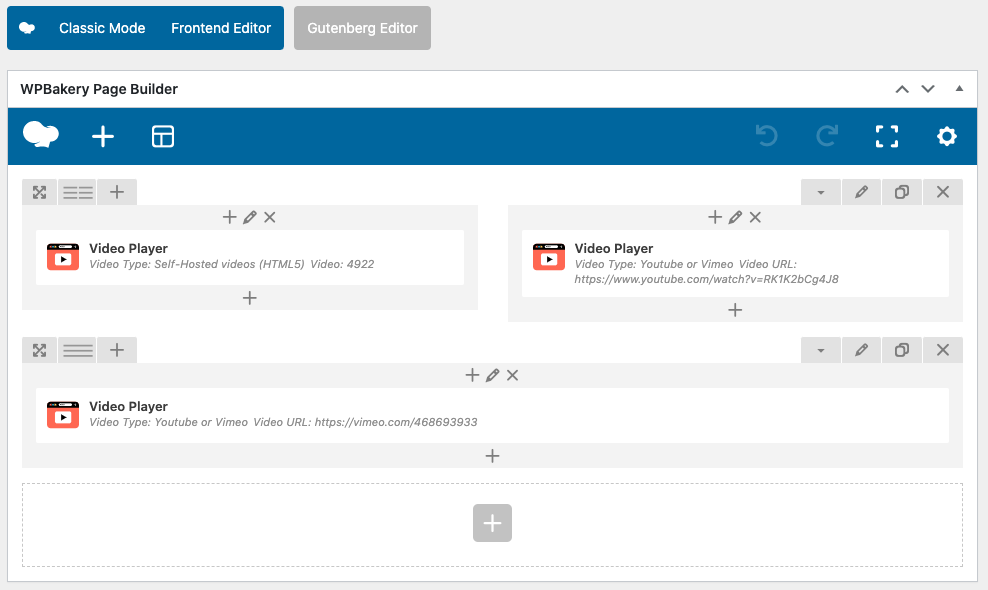 Classic Mode Frontend Editor Gutenberg Editor
WPBakery Page Builder
Video Player
Video Type: Self-Hosted videos (HTML5) Video: 4922
Video Player
Video Type: Youtube or Vimeo Video URL:
https://www.youtube.com/watch?v=RK1K2bCg4J8
Video Player
Video Type: Youtube or Vimeo Video URL: https://vimeo.com/468693933